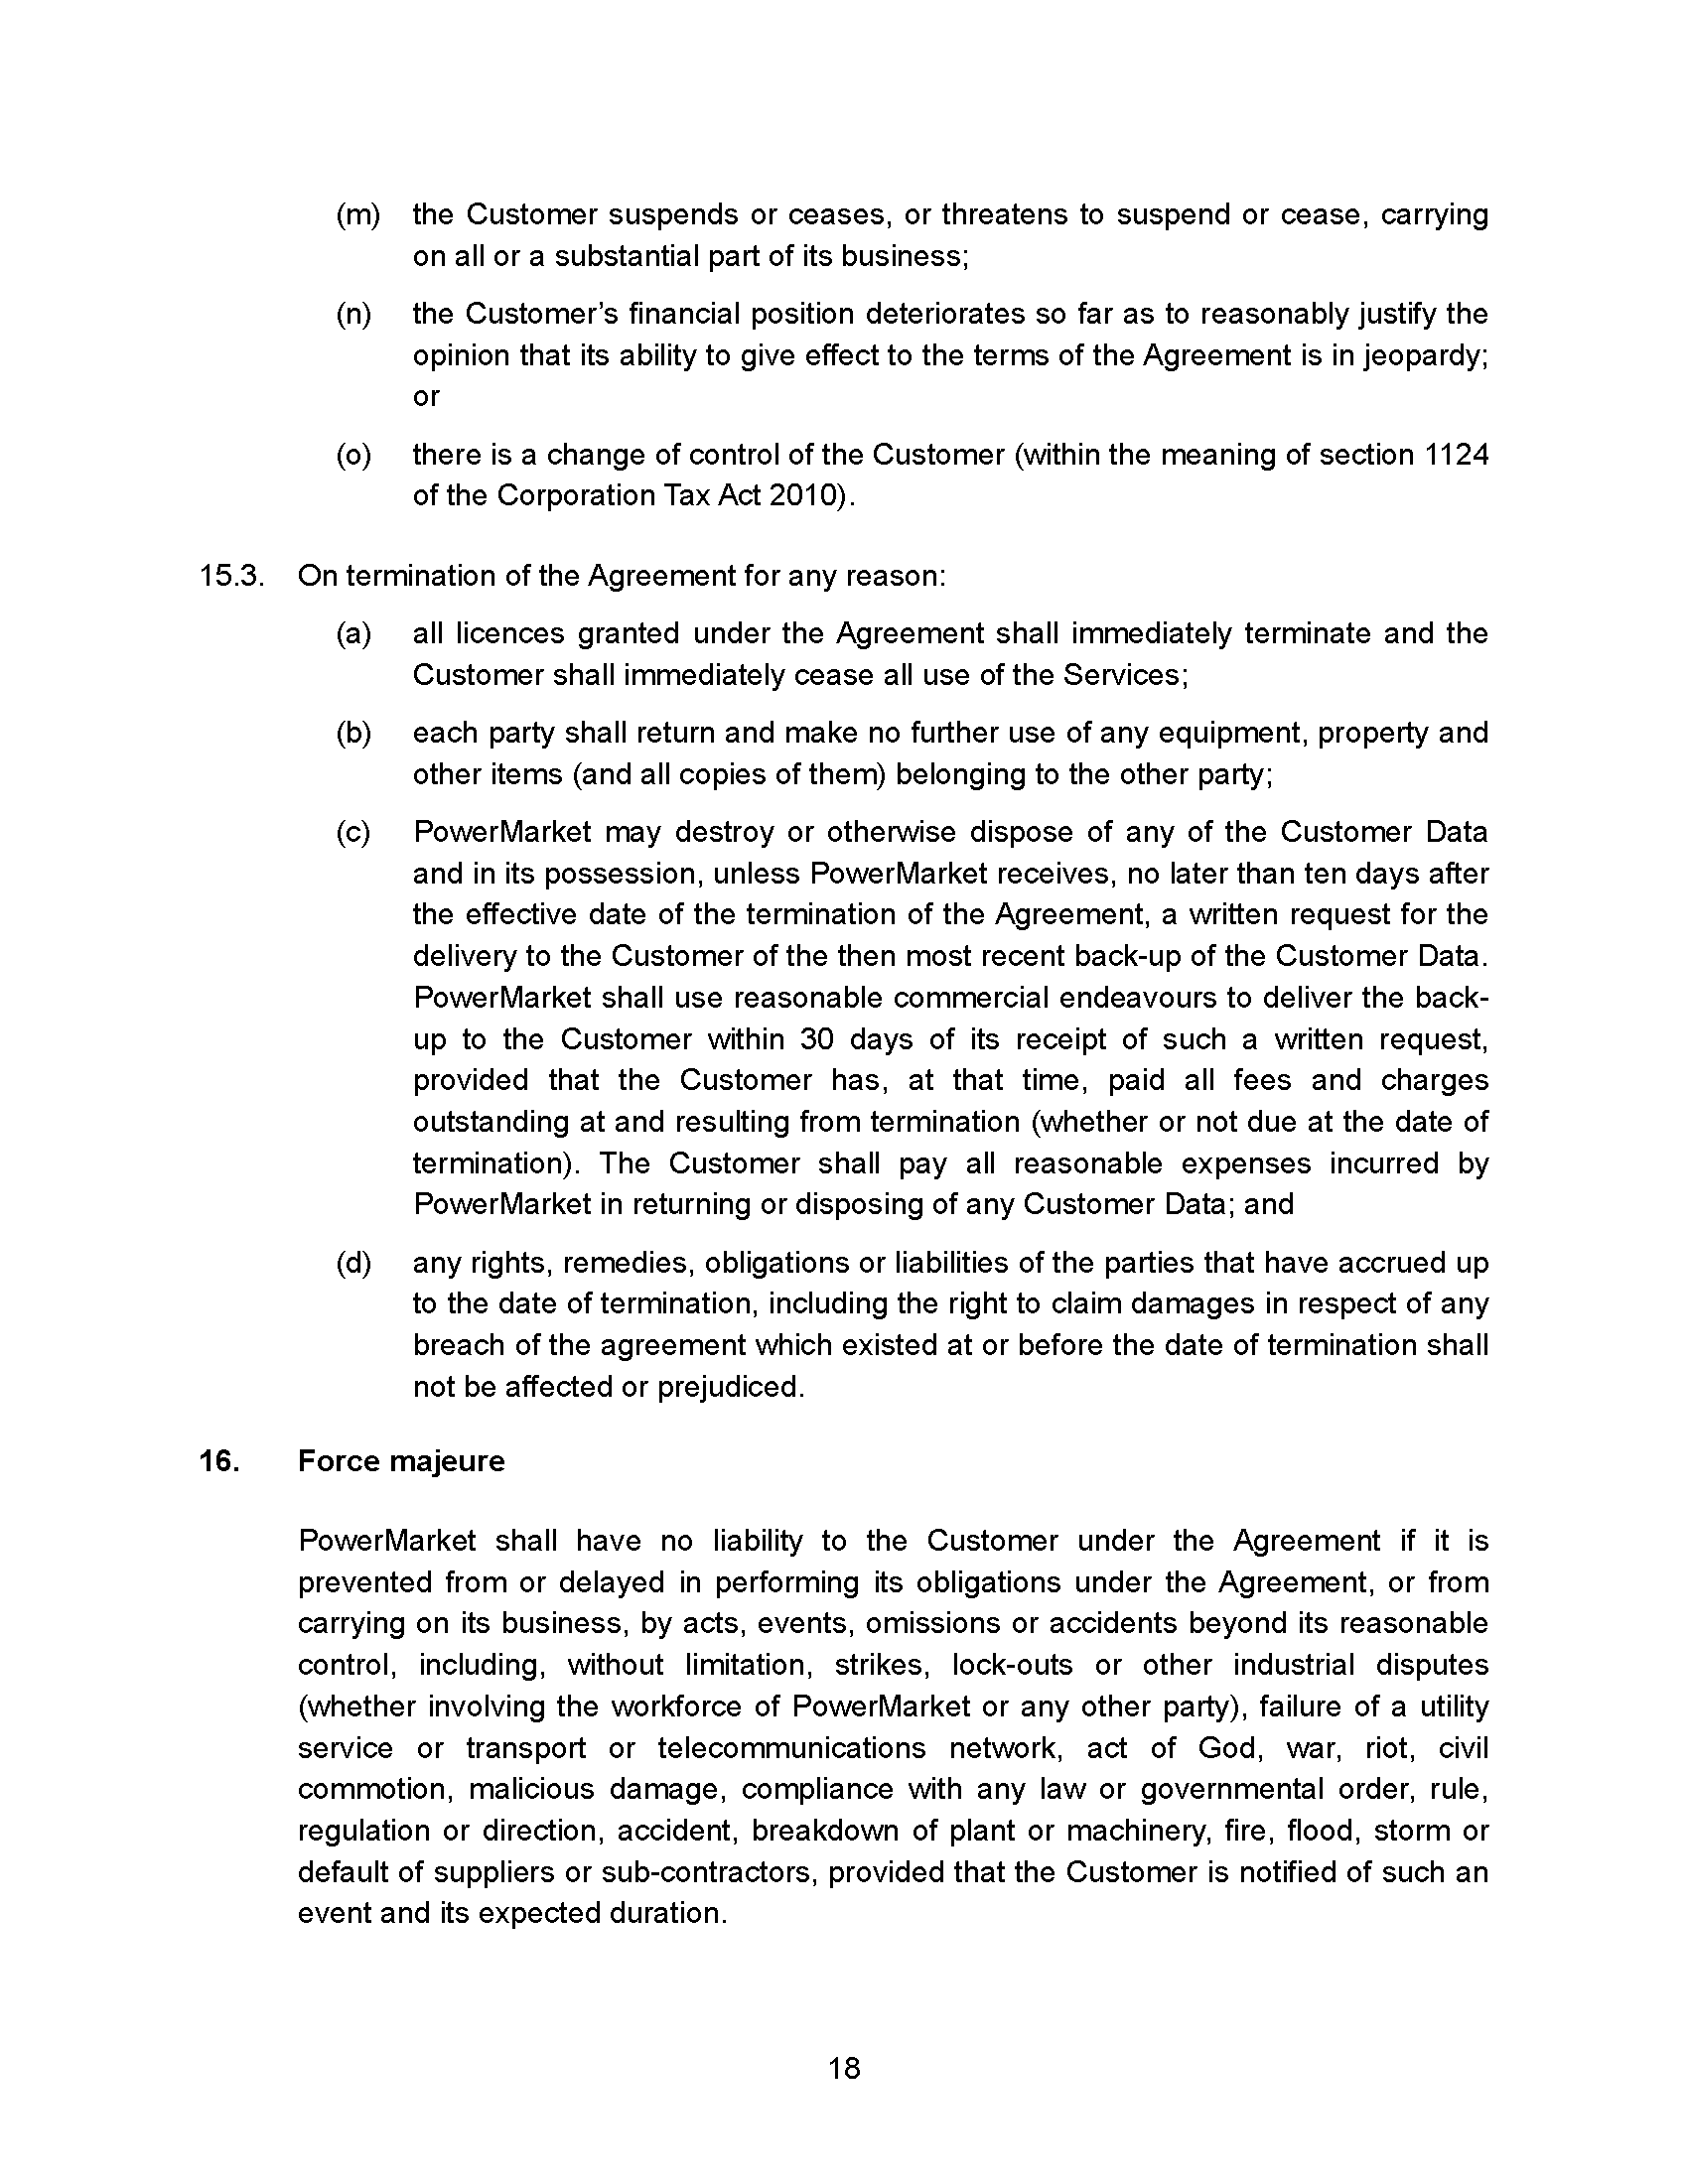 (m) the Customer suspends or ceases, or threatens to suspend or cease, carrying
on all or a substantial part of its business;
(n) the Customer’s financial position deteriorates so far as to reasonably justify the
opinion that its ability to give effect to the terms of the Agreement is in jeopardy;
or
(o) there is a change of control of the Customer (within the meaning of section 1124
of the Corporation Tax Act 2010).
15.3. On termination of the Agreement for any reason:
(a) all licences granted under the Agreement shall immediately terminate and the
Customer shall immediately cease all use of the Services;
(b) each party shall return and make no further use of any equipment, property and
other items (and all copies of them) belonging to the other party;
(c) PowerMarket may destroy or otherwise dispose of any of the Customer Data
and in its possession, unless PowerMarket receives, no later than ten days after
the effective date of the termination of the Agreement, a written request for the
delivery to the Customer of the then most recent back-up of the Customer Data.
PowerMarket shall use reasonable commercial endeavours to deliver the back-
up to the Customer within 30 days of its receipt of such a written request,
provided that the Customer has, at that time, paid all fees and charges
outstanding at and resulting from termination (whether or not due at the date of
termination). The Customer shall pay all reasonable expenses incurred by
PowerMarket in returning or disposing of any Customer Data; and
(d) any rights, remedies, obligations or liabilities of the parties that have accrued up
to the date of termination, including the right to claim damages in respect of any
breach of the agreement which existed at or before the date of termination shall
not be affected or prejudiced.
16. Force majeure
PowerMarket shall have no liability to the Customer under the Agreement if it is
prevented from or delayed in performing its obligations under the Agreement, or from
carrying on its business, by acts, events, omissions or accidents beyond its reasonable
control, including, without limitation, strikes, lock-outs or other industrial disputes
(whether involving the workforce of PowerMarket or any other party), failure of a utility
service or transport or telecommunications network, act of God, war, riot, civil
commotion, malicious damage, compliance with any law or governmental order, rule,
regulation or direction, accident, breakdown of plant or machinery, fire, flood, storm or
default of suppliers or sub-contractors, provided that the Customer is notified of such an
event and its expected duration.
18